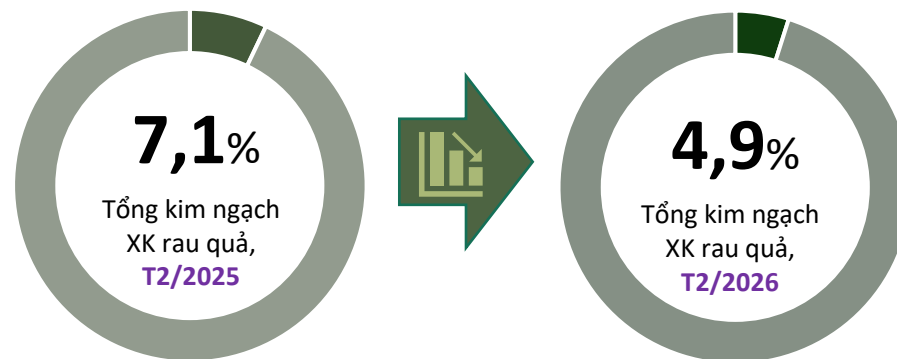 7,1%
Tổng kim ngạch
XK rau quả,
T2/2025
4,9%
Tổng kim ngạch
XK rau quả,
T2/2026